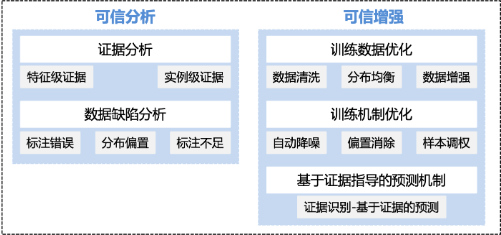 可信分析
证据分析
特征级证据
实例级证据
数据缺陷分析
标注错误
分布偏置
标注不足
可信增强
训练数据优化
数据清洗
分布均衡
数据增强
训练机制优化
自动降噪
偏置消除
样本调权
基于证据指导的预测机制
证据识别-基于证据的预测